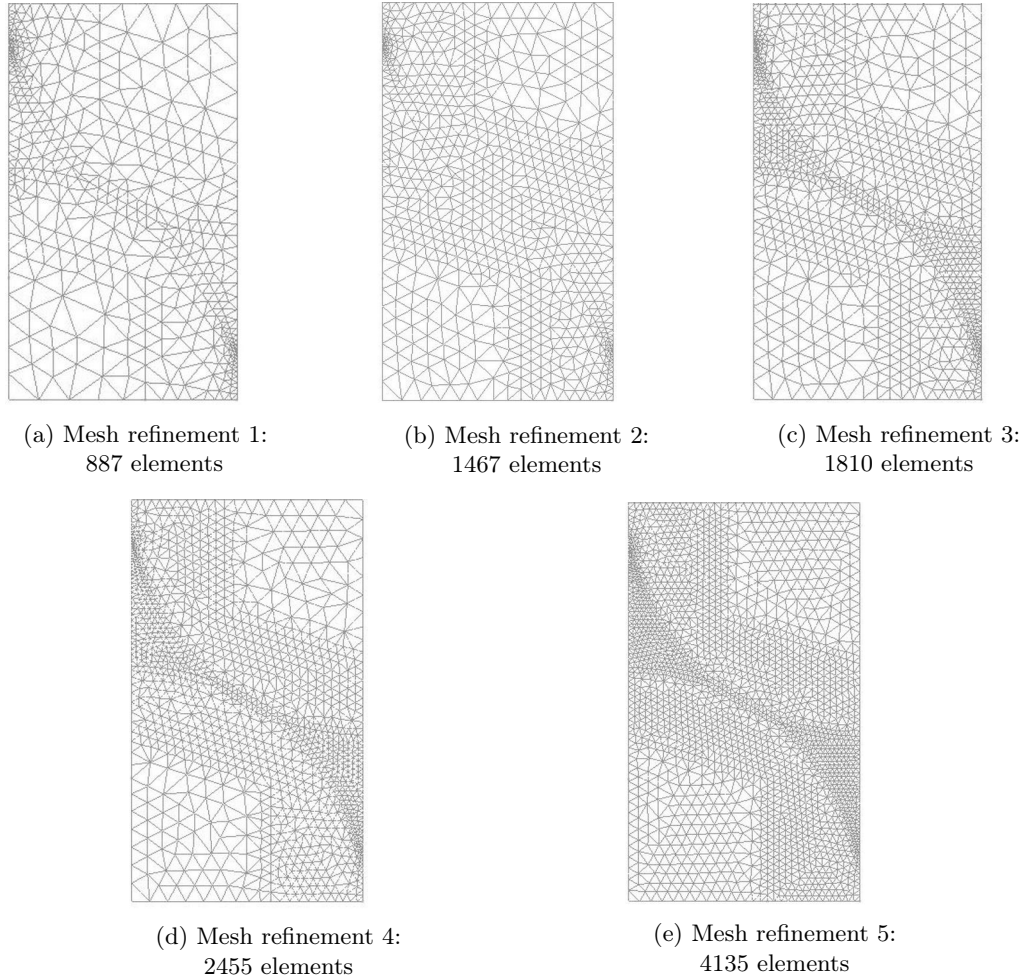 (a) Mesh refinement 1:
887 elements
(b) Mesh refinement 2:
1467 elements
(c) Mesh refinement 3:
1810 elements
(d) Mesh refinement 4:
2455 elements
(e) Mesh refinement 5:
4135 elements